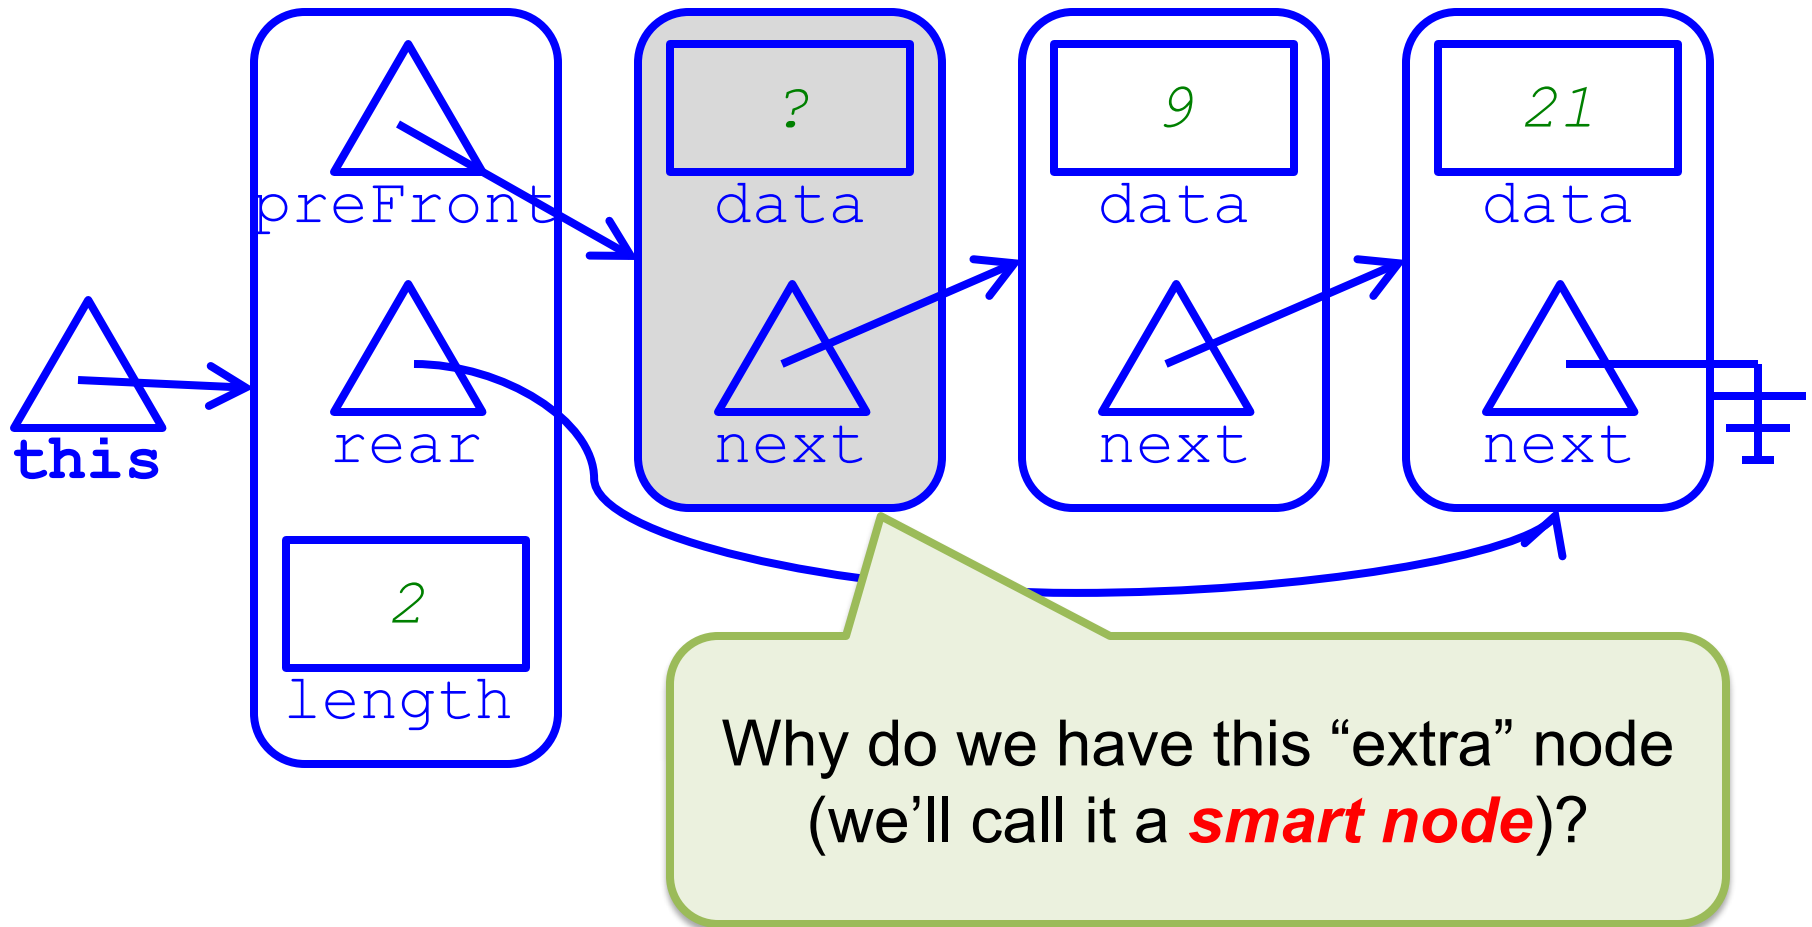 ?
9
21
preFront
data
data
data
this
rear
next
next
next
2
length
Why do we have this “extra” node
(we’ll call it a smart node)?